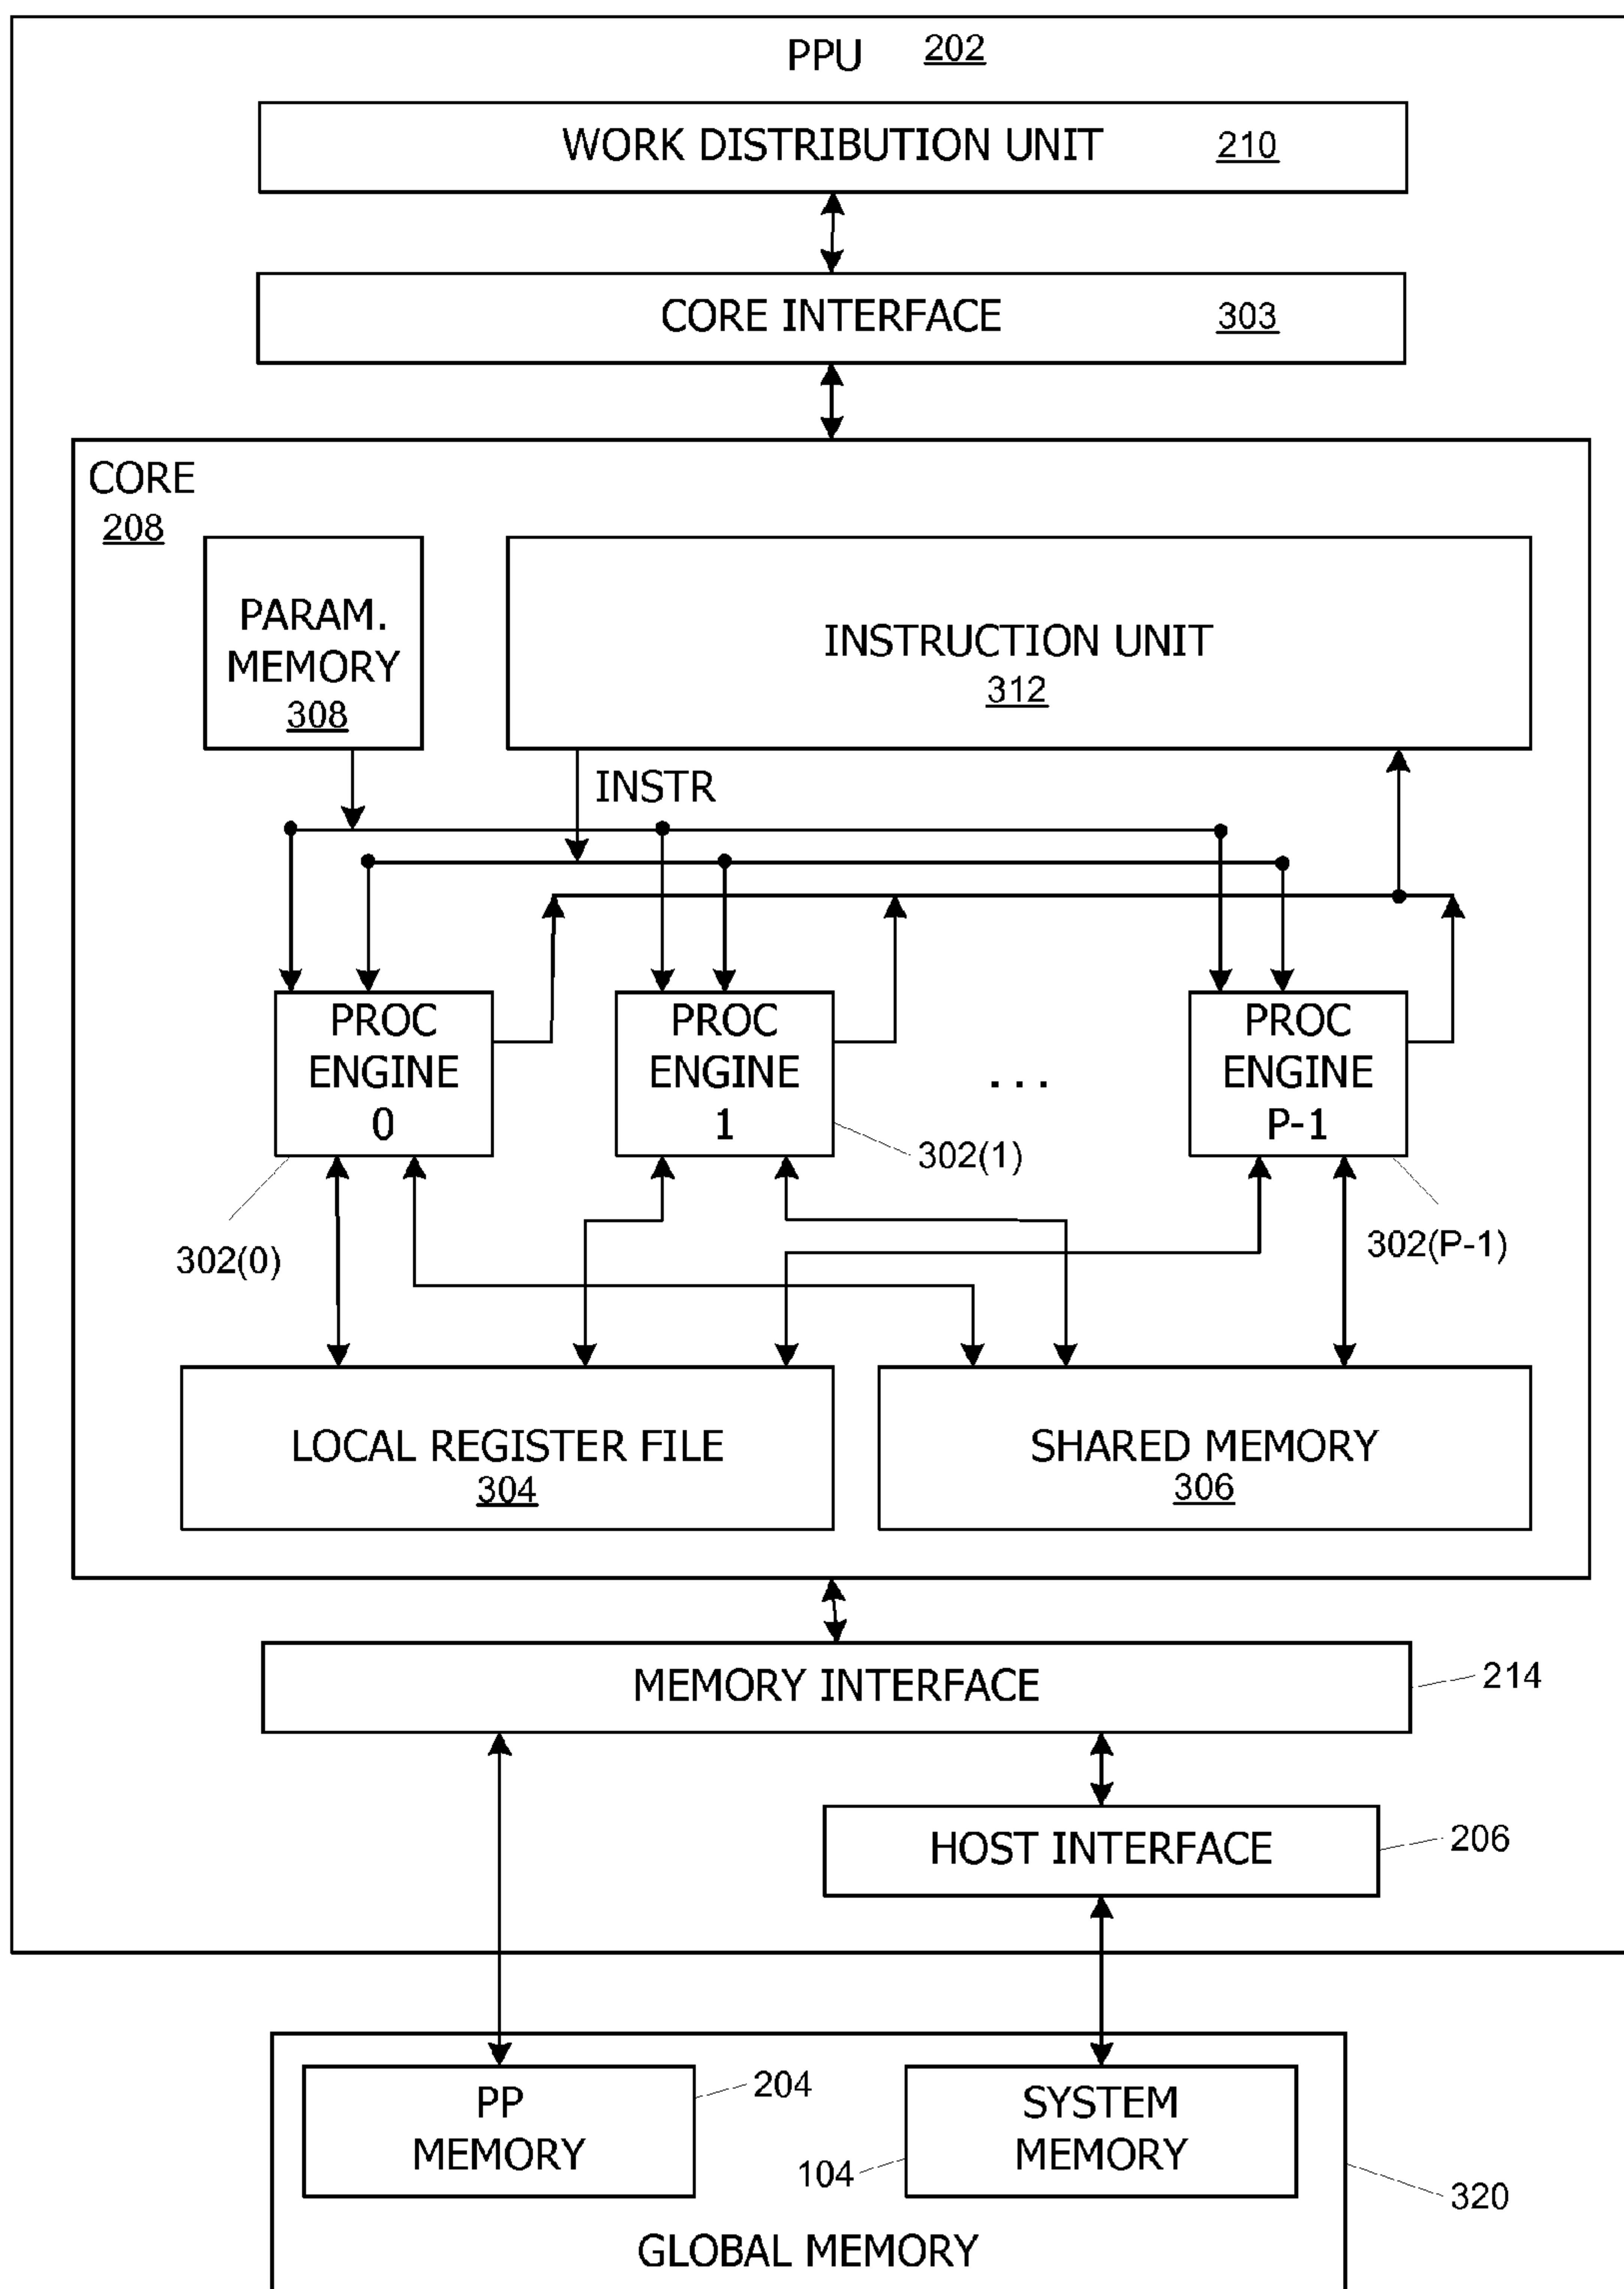 PPU 202
WORK DISTRIBUTION UNIT 210
CORE INTERFACE 303
CORE
208
PARAM.
MEMORY
308
INSTRUCTION UNIT
312
INSTR
PROC
ENGINE
0
PROC
ENGINE
1
. . .
PROC
ENGINE
P-1
302(0)
302(1)
302(P-1)
LOCAL REGISTER FILE
304
SHARED MEMORY
306
MEMORY INTERFACE
214
HOST INTERFACE
206
PP
MEMORY
204
SYSTEM
MEMORY
104
320
GLOBAL MEMORY